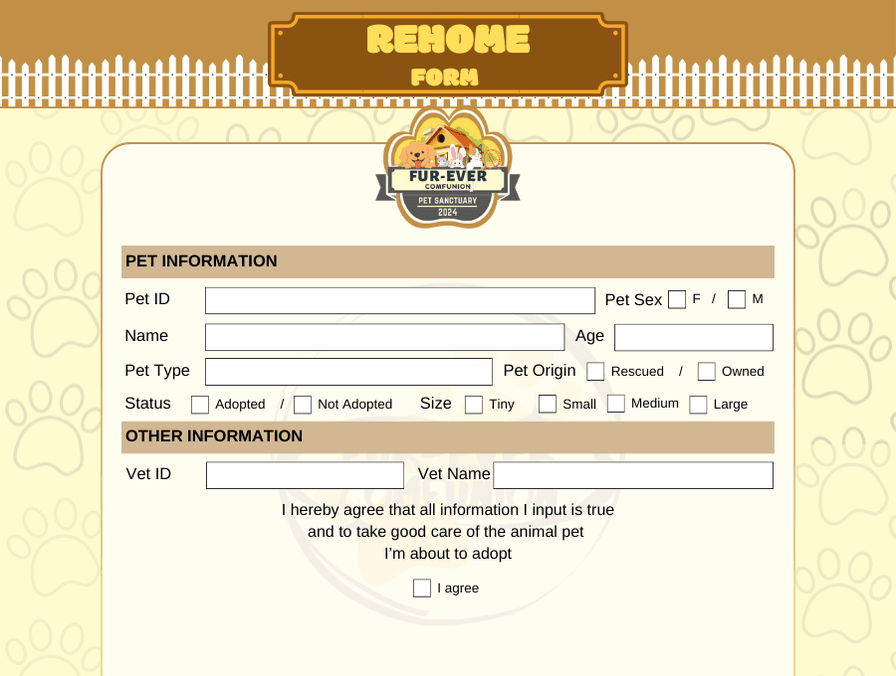 REHOME
FORM
FUR-EVER
COMFUNION
PET SANCTUARY
2024
PET INFORMATION
Pet ID Pet Sex F / M
Name Age
Pet Type Pet Origin Rescued / Owned
Status Adopted / Not Adopted Size Tiny Small Medium Large
OTHER INFORMATION
Vet ID Vet Name
I hereby agree that all information I input is true
and to take good care of the animal pet
I'm about to adopt
I agree